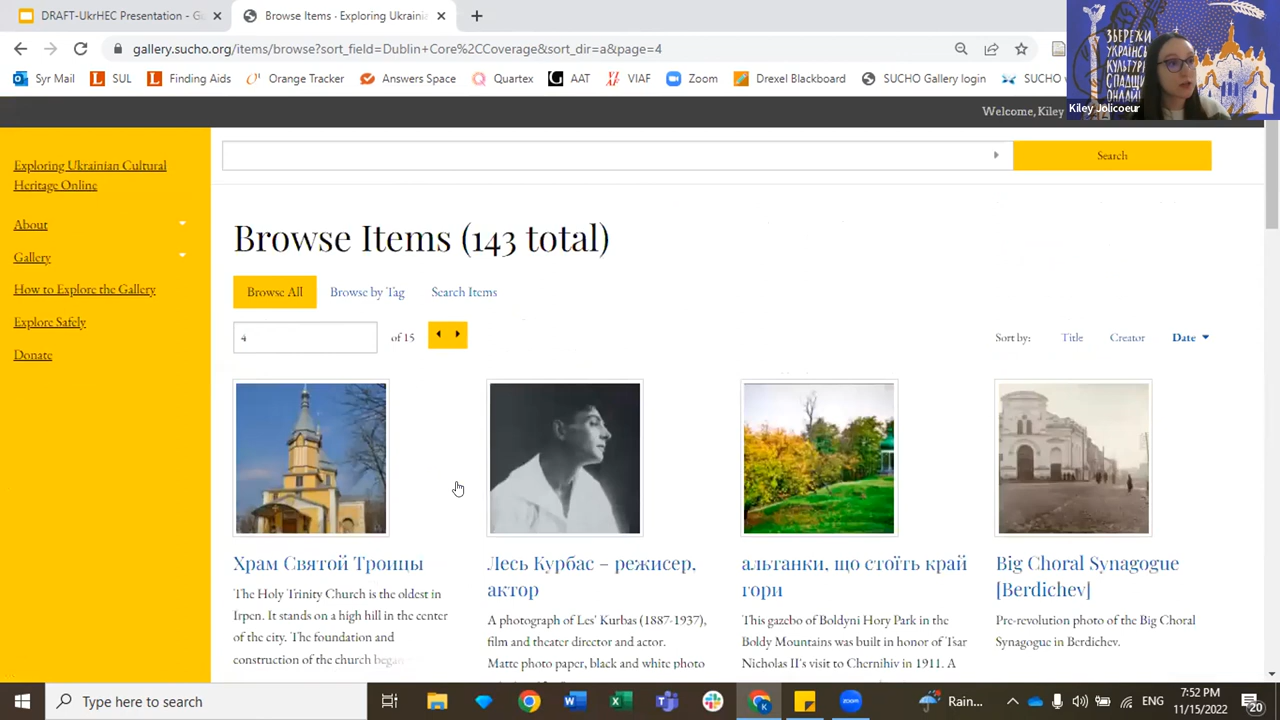 DRAFT-UkrHEC Presentation - G
Browse Items · Exploring Ukraini
gallery.sucho.org/items/browse?sort_field=Dublin+Core%2CCoverage&sort_dir=a&page=4
Syr Mail
SUL
Finding Aids
Orange Tracker
Answers Space
Quartex
AAT
VIAF
Zoom
Drexel Blackboard
SUCHO Gallery login
SUCHO
ЗБЕРЕЖИ
УКРАЇНСЬ
КУЛЬТУР
СПАДЩИ
ОНЛАЙН
Kiley Jolicoeur
Welcome, Kiley
Exploring Ukrainian Cultural
Heritage Online
About
Gallery
How to Explore the Gallery
Explore Safely
Donate
Search
Browse Items (143 total)
Browse All
Browse by Tag
Search Items
4
of 15
Sort by:
Title
Creator
Date
Храм Святой Троицы
The Holy Trinity Church is the oldest in
Irpen. It stands on a high hill in the center
of the city. The foundation and
construction of the church began
Лесь Курбас – режисер,
актор
A photograph of Les' Kurbas (1887-1937),
film and theater director and actor.
Matte photo paper, black and white photo
альтанки, що стоїть край
гори
This gazebo of Boldyni Hory Park in the
Boldy Mountains was built in honor of Tsar
Nicholas II's visit to Chernihiv in 1911. A
Big Choral Synagogue
[Berdichev]
Pre-revolution photo of the Big Choral
Synagogue in Berdichev.
Type here to search
Rain...
ENG
7:52 PM
11/15/2022
20